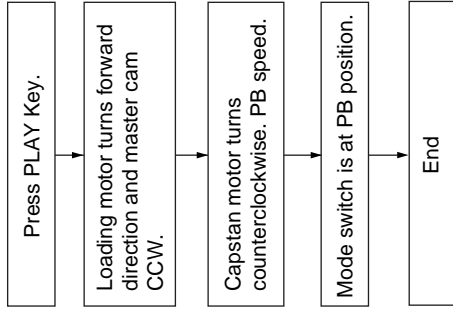 Press PLAY Key.
Loading motor turns forward
direction and master cam
CCW.
Capstan motor turns
counterclockwise. PB speed.
Mode switch is at PB position.
End